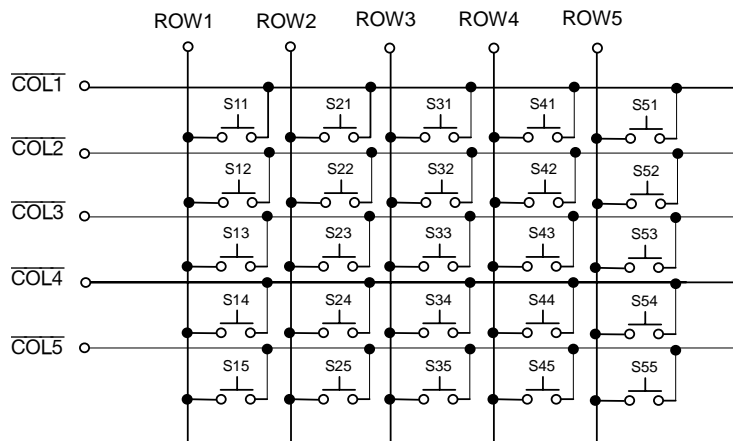 ROW1 ROW2 ROW3 ROW4 ROW5
COL1
S11 S21 S31 S41 S51
COL2
S12 S22 S32 S42 S52
COL3
S13 S23 S33 S43 S53
COL4
S14 S24 S34 S44 S54
COL5
S15 S25 S35 S45 S55